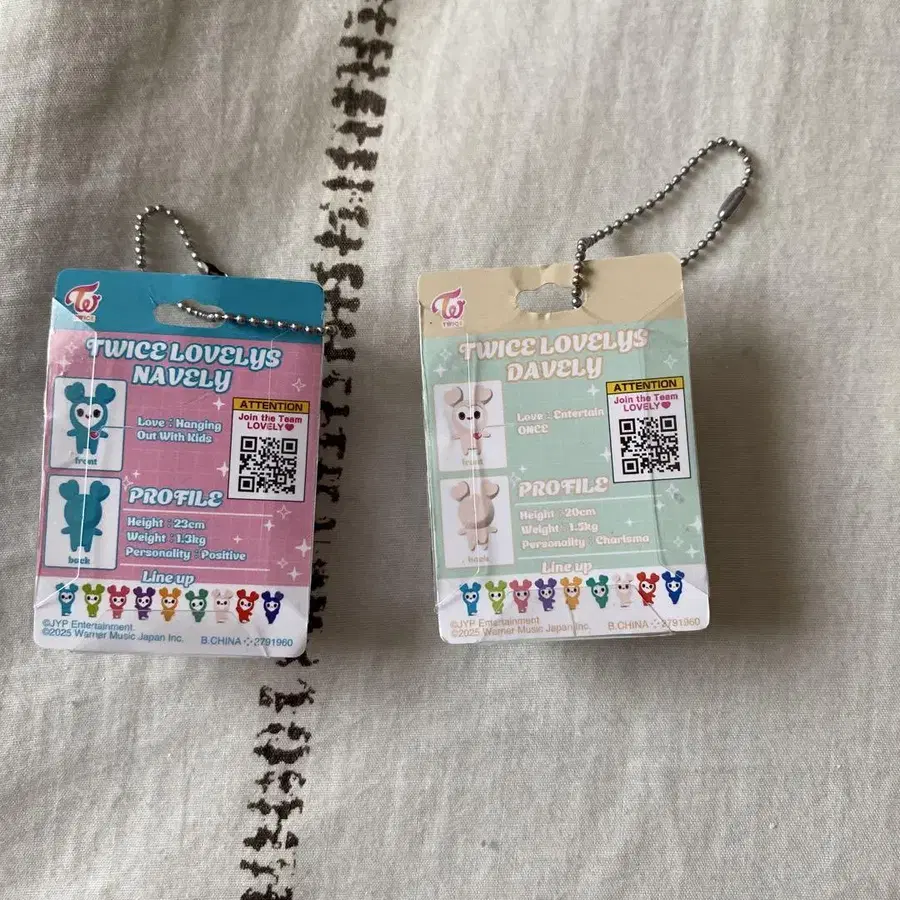 TWICE
TWICE LOVELYS
NAVELY
ATTENTION
Join the Team
LOVELY
Love : Hanging
Out With Kids
front
PROFILE
Height : 23cm
Weight : 1.3kg
Personality : Positive
back
Line up
©JYP Entertainment.
©2025 Warner Music Japan Inc.
B.CHINA 2791960
TWICE
TWICE LOVELYS
DAVELY
ATTENTION
Join the Team
LOVELY
Love : Entertain
ONCE
front
PROFILE
Height : 20cm
Weight : 1.5kg
Personality : Charisma
back
Line up
©JYP Entertainment.
©2025 Warner Music Japan Inc.
B.CHINA 2791960